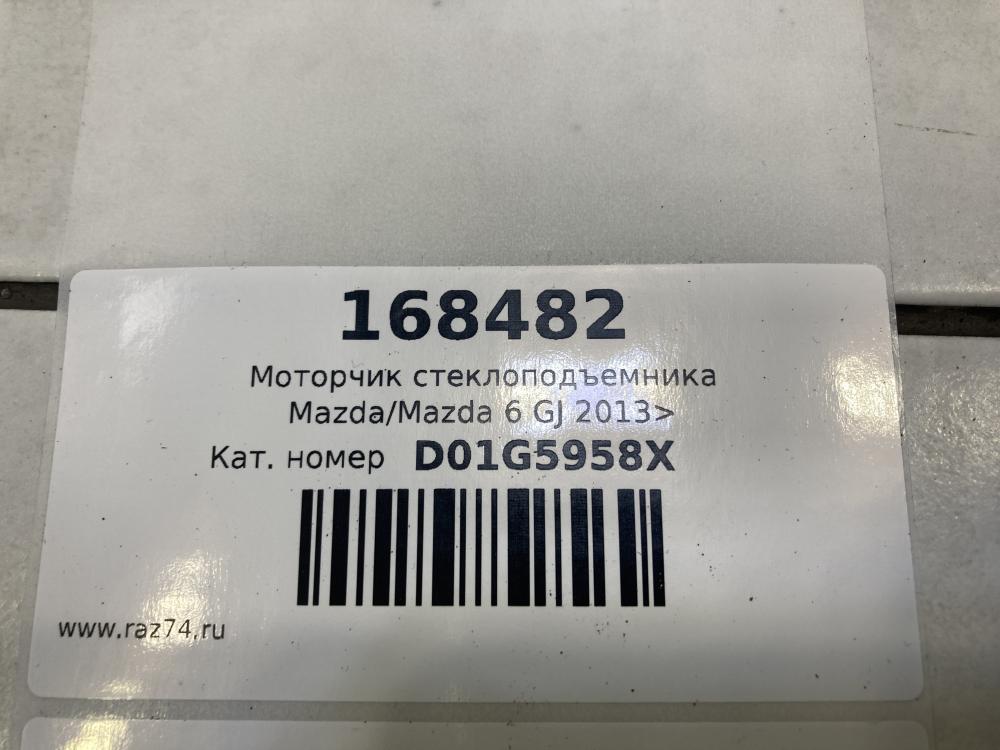 168482
Моторчик стеклоподъемника
Mazda/Mazda 6 GJ 2013>
Кат. номер D01G5958X
www.raz74.ru